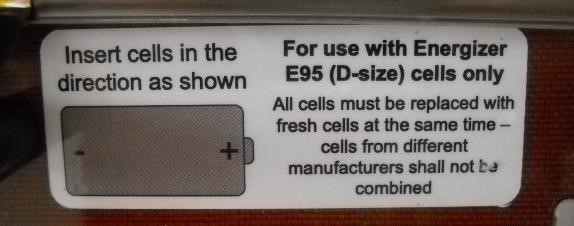 Insert cells in the
direction as shown
- +
For use with Energizer
E95 (D-size) cells only
All cells must be replaced with
fresh cells at the same time –
cells from different
manufacturers shall not be
combined